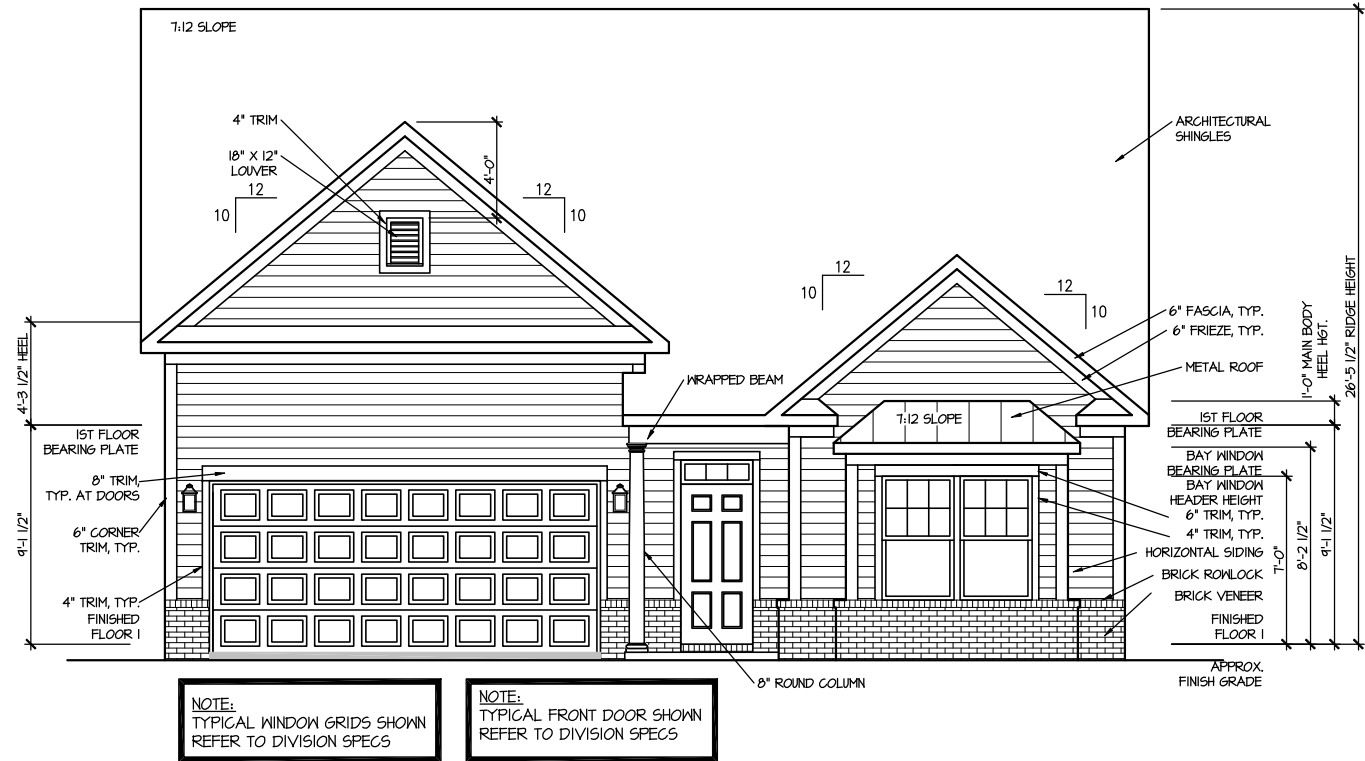 7:12 SLOPE
4" TRIM
18" X 12"
LOUVER
12
10
4'-0"
12
10
ARCHITECTURAL
SHINGLES
12
10
12
10
6" FASCIA, TYP.
6" FRIEZE, TYP.
METAL ROOF
1'-0" MAIN BODY
HEEL HGT.
26'-5 1/2" RIDGE HEIGHT
4'-3 1/2" HEEL
WRAPPED BEAM
7:12 SLOPE
1ST FLOOR
BEARING PLATE
1ST FLOOR
BEARING PLATE
8" TRIM,
TYP. AT DOORS
6" CORNER
TRIM, TYP.
9'-1 1/2"
4" TRIM, TYP.
FINISHED
FLOOR 1
BAY WINDOW
BEARING PLATE
BAY WINDOW
HEADER HEIGHT
6" TRIM, TYP.
4" TRIM, TYP.
HORIZONTAL SIDING
BRICK ROWLOCK
BRICK VENEER
7'-0"
8'-2 1/2"
9'-1 1/2"
FINISHED
FLOOR 1
APPROX.
FINISH GRADE
8" ROUND COLUMN
NOTE:
TYPICAL WINDOW GRIDS SHOWN
REFER TO DIVISION SPECS
NOTE:
TYPICAL FRONT DOOR SHOWN
REFER TO DIVISION SPECS